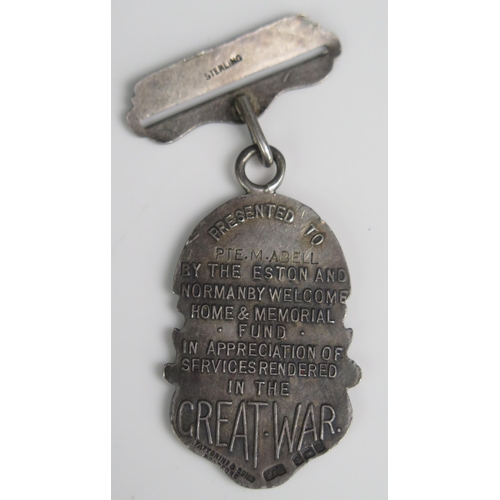 STERLING
PRESENTED TO
PTE. M. ABELL
BY THE ESTON AND
NORMANBY WELCOME
HOME & MEMORIAL
· FUND ·
IN APPRECIATION OF
SERVICES RENDERED
IN THE
GREAT · WAR.